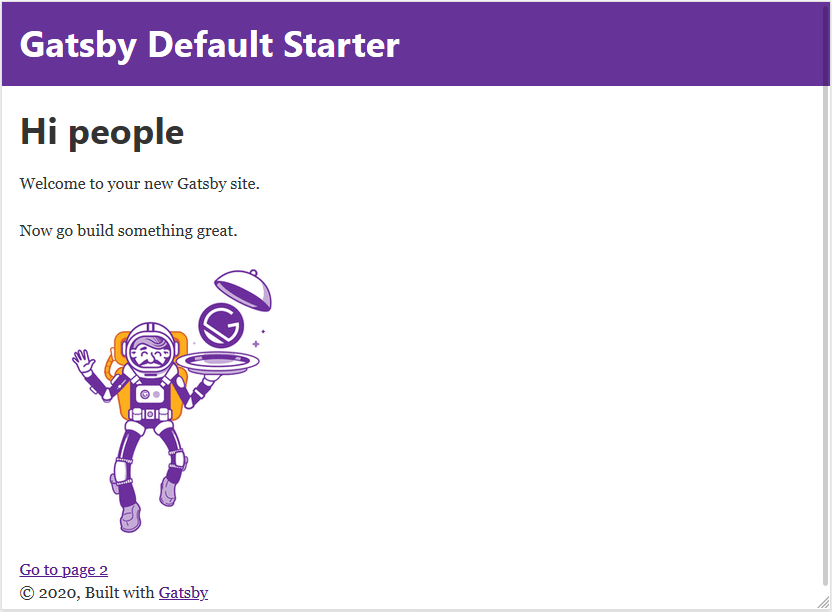 Gatsby Default Starter
Hi people
Welcome to your new Gatsby site.
Now go build something great.
Go to page 2
© 2020, Built with Gatsby